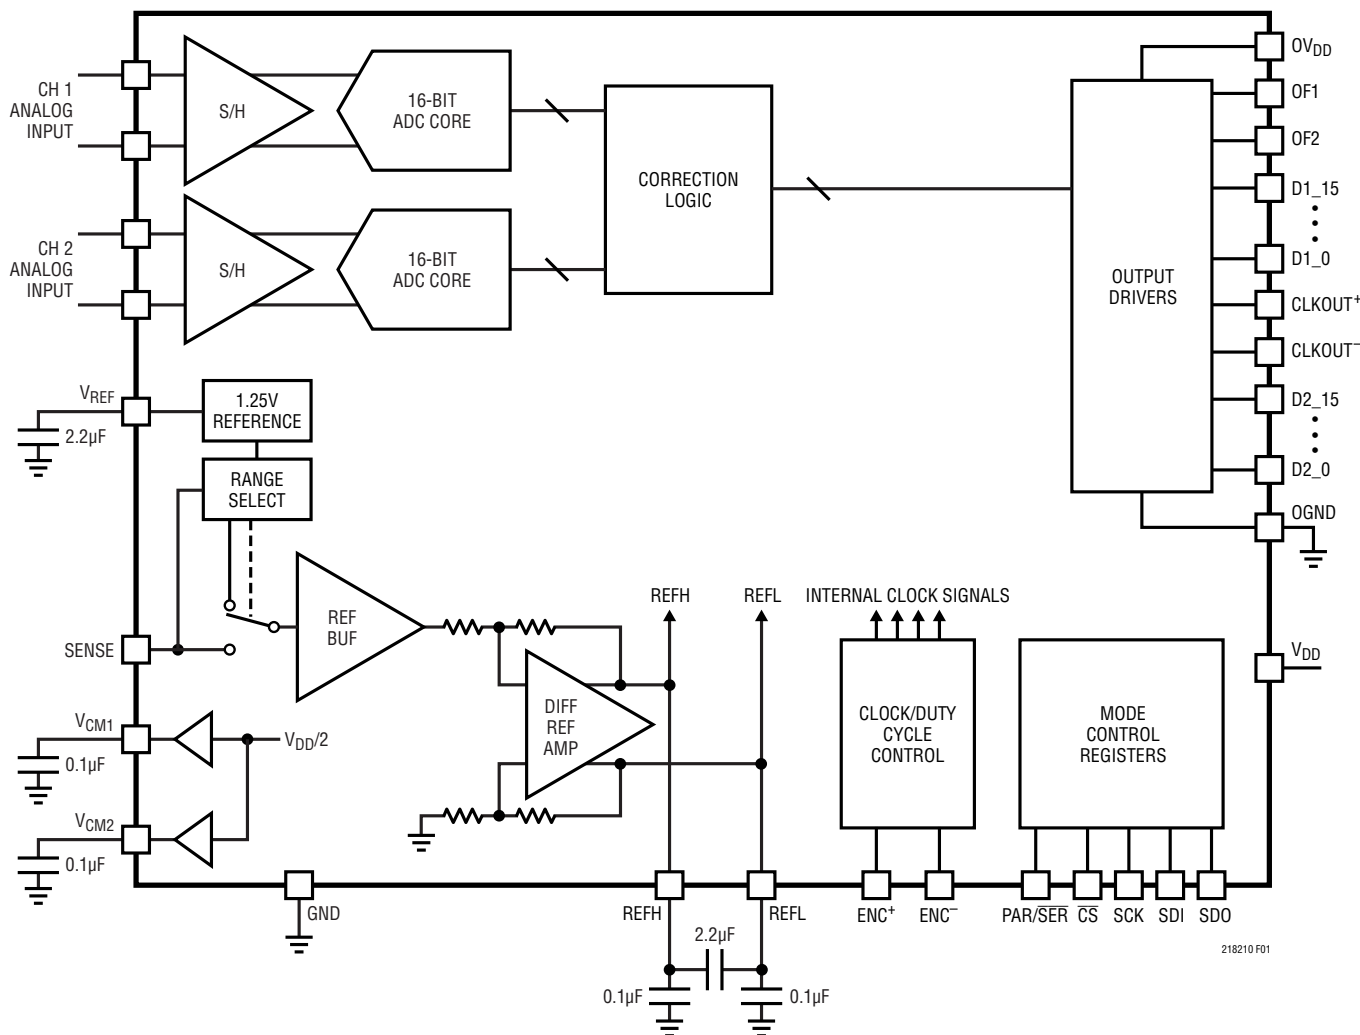 OVDD
OF1
OF2
D1_15
D1_0
CLKOUT+
CLKOUT–
D2_15
D2_0
OGND
CH 1
ANALOG
INPUT
S/H
16-BIT
ADC CORE
CORRECTION
LOGIC
OUTPUT
DRIVERS
CH 2
ANALOG
INPUT
S/H
16-BIT
ADC CORE
VREF
2.2µF
1.25V
REFERENCE
RANGE
SELECT
SENSE
REF
BUF
DIFF
REF
AMP
REFH
REFL
INTERNAL CLOCK SIGNALS
CLOCK/DUTY
CYCLE
CONTROL
MODE
CONTROL
REGISTERS
VDD
VCM1
0.1µF
VDD/2
VCM2
0.1µF
GND
REFH
REFL
ENC+
ENC–
PAR/SER
CS
SCK
SDI
SDO
2.2µF
0.1µF
0.1µF
218210 F01